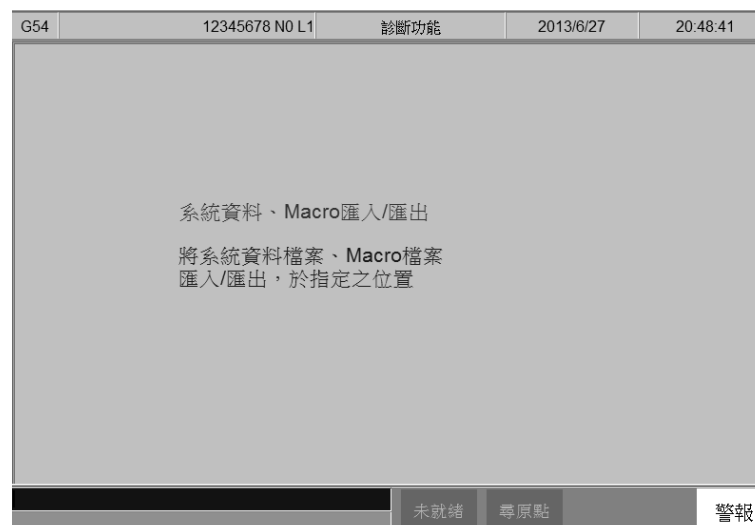 G54 12345678 N0 L1 診斷功能 2013/6/27 20:48:41
系統資料、Macro匯入/匯出
將系統資料檔案、Macro檔案
匯入/匯出，於指定之位置
未就緒 尋原點 警報